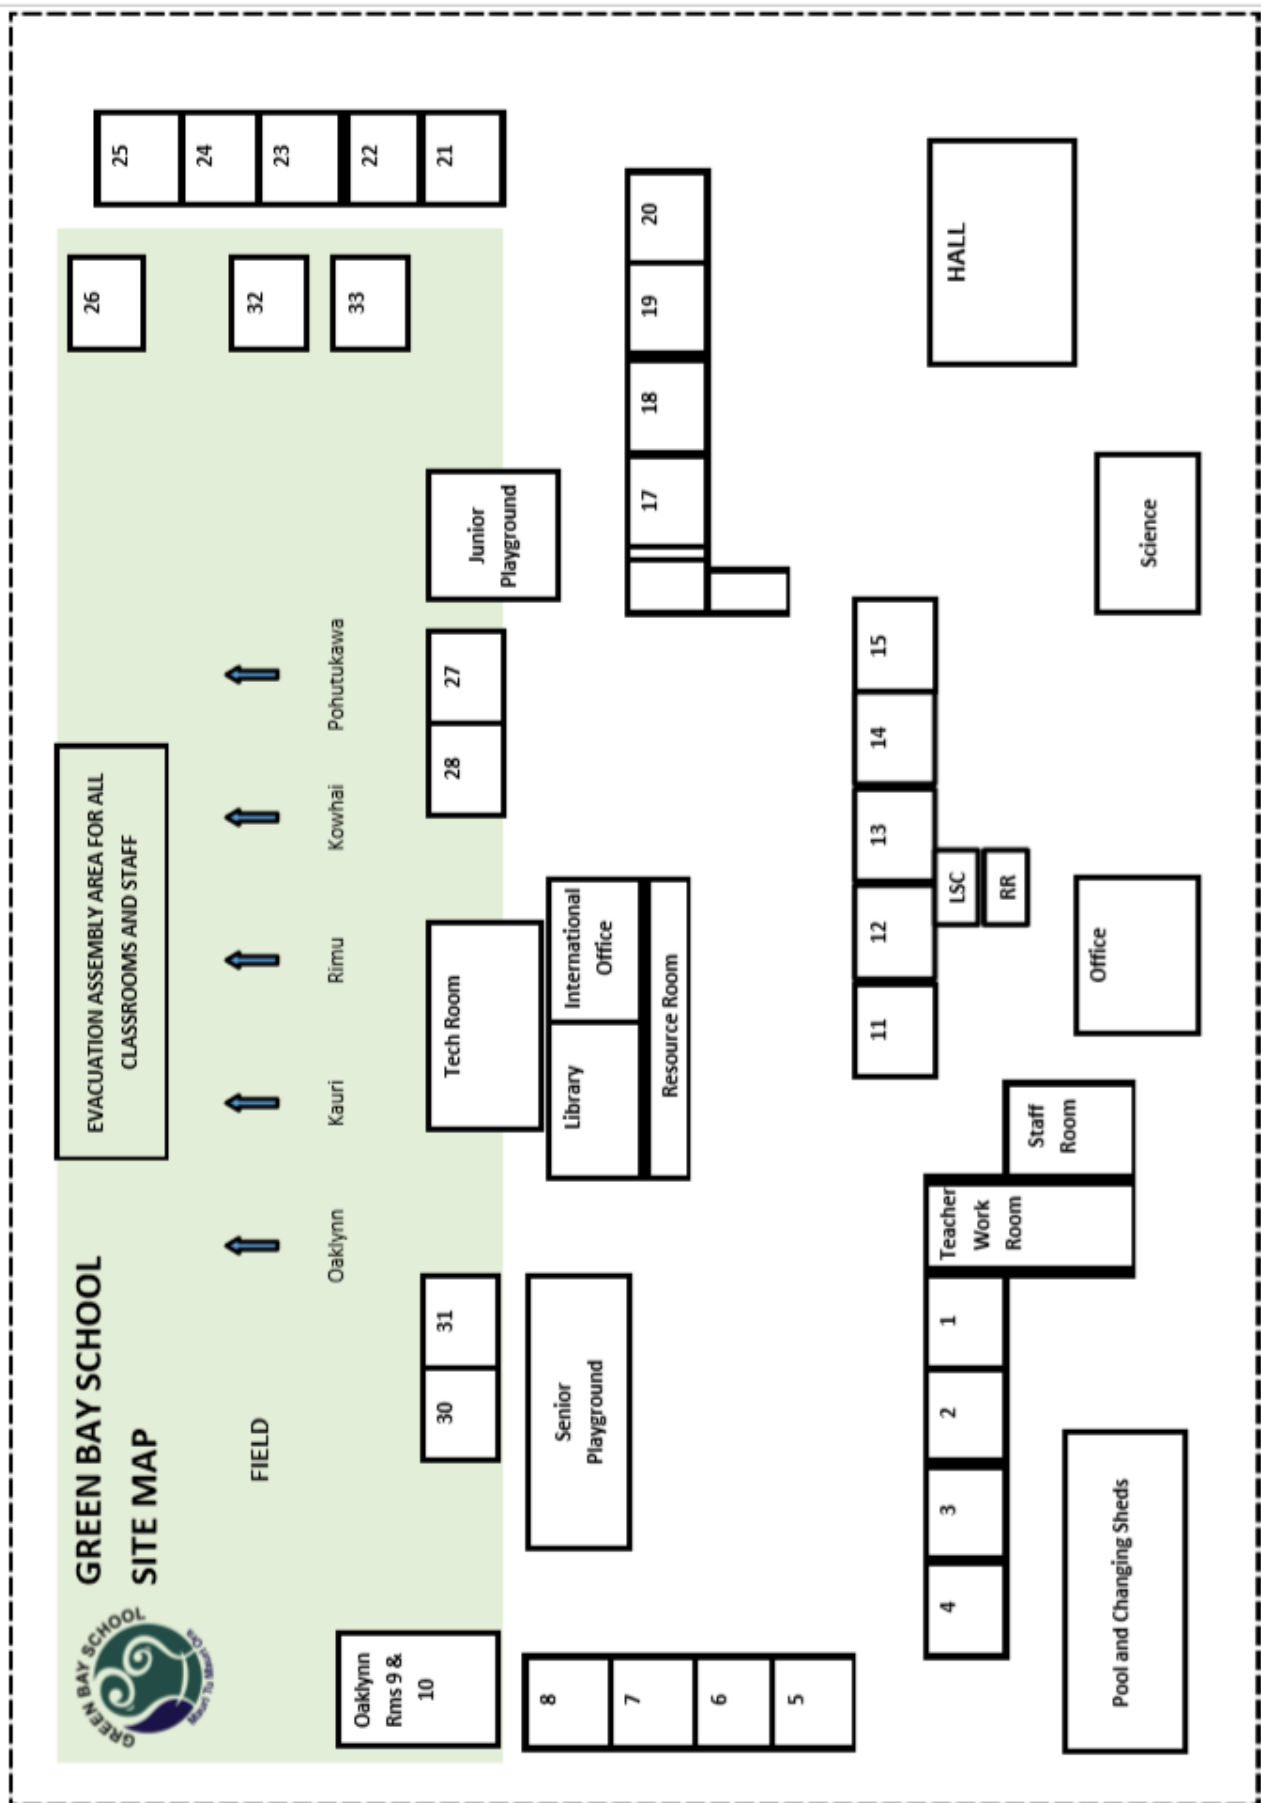 GREEN BAY SCHOOL
Mauri Tu Mauri Ora
GREEN BAY SCHOOL
SITE MAP
EVACUATION ASSEMBLY AREA FOR ALL
CLASSROOMS AND STAFF
FIELD
Oaklynn
Kauri
Rimu
Kowhai
Pohutukawa
26
32
33
25
24
23
22
21
Oaklynn
Rms 9 &
10
30
31
Tech Room
28
27
Junior
Playground
8
7
6
5
Senior
Playground
Library
International
Office
Resource Room
17
18
19
20
11
12
13
14
15
LSC
RR
4
3
2
1
Teacher
Work
Room
Staff
Room
HALL
Pool and Changing Sheds
Office
Science